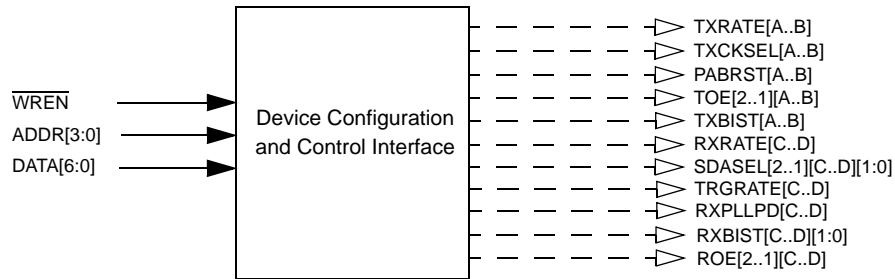 WREN
ADDR[3:0]
DATA[6:0]
Device Configuration
and Control Interface
TXRATE[A..B]
TXCKSEL[A..B]
PABRST[A..B]
TOE[2..1][A..B]
TXBIST[A..B]
RXRATE[C..D]
SDASEL[2..1][C..D][1:0]
TRGRATE[C..D]
RXPLLPD[C..D]
RXBIST[C..D][1:0]
ROE[2..1][C..D]